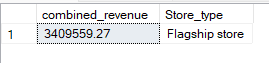 combined_revenue Store_type
1 3409559.27 Flagship store